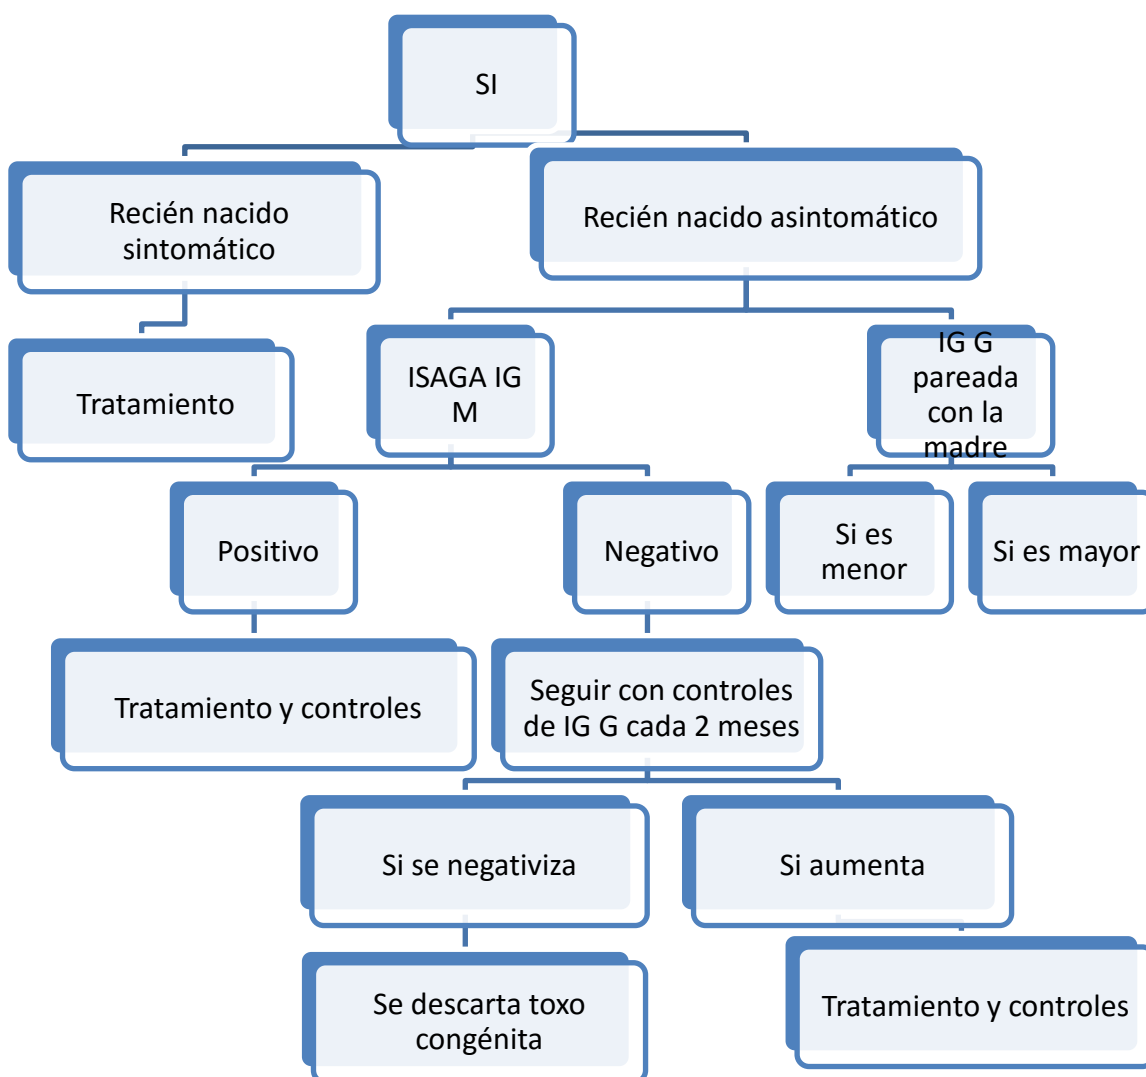 SI
Recién nacido
sintomático
Recién nacido asintomático
Tratamiento
ISAGA IG
M
IG G
pareada
con la
madre
Positivo
Negativo
Si es
menor
Si es mayor
Tratamiento y controles
Seguir con controles
de IG G cada 2 meses
Si se negativiza
Si aumenta
Se descarta toxo
congénita
Tratamiento y controles